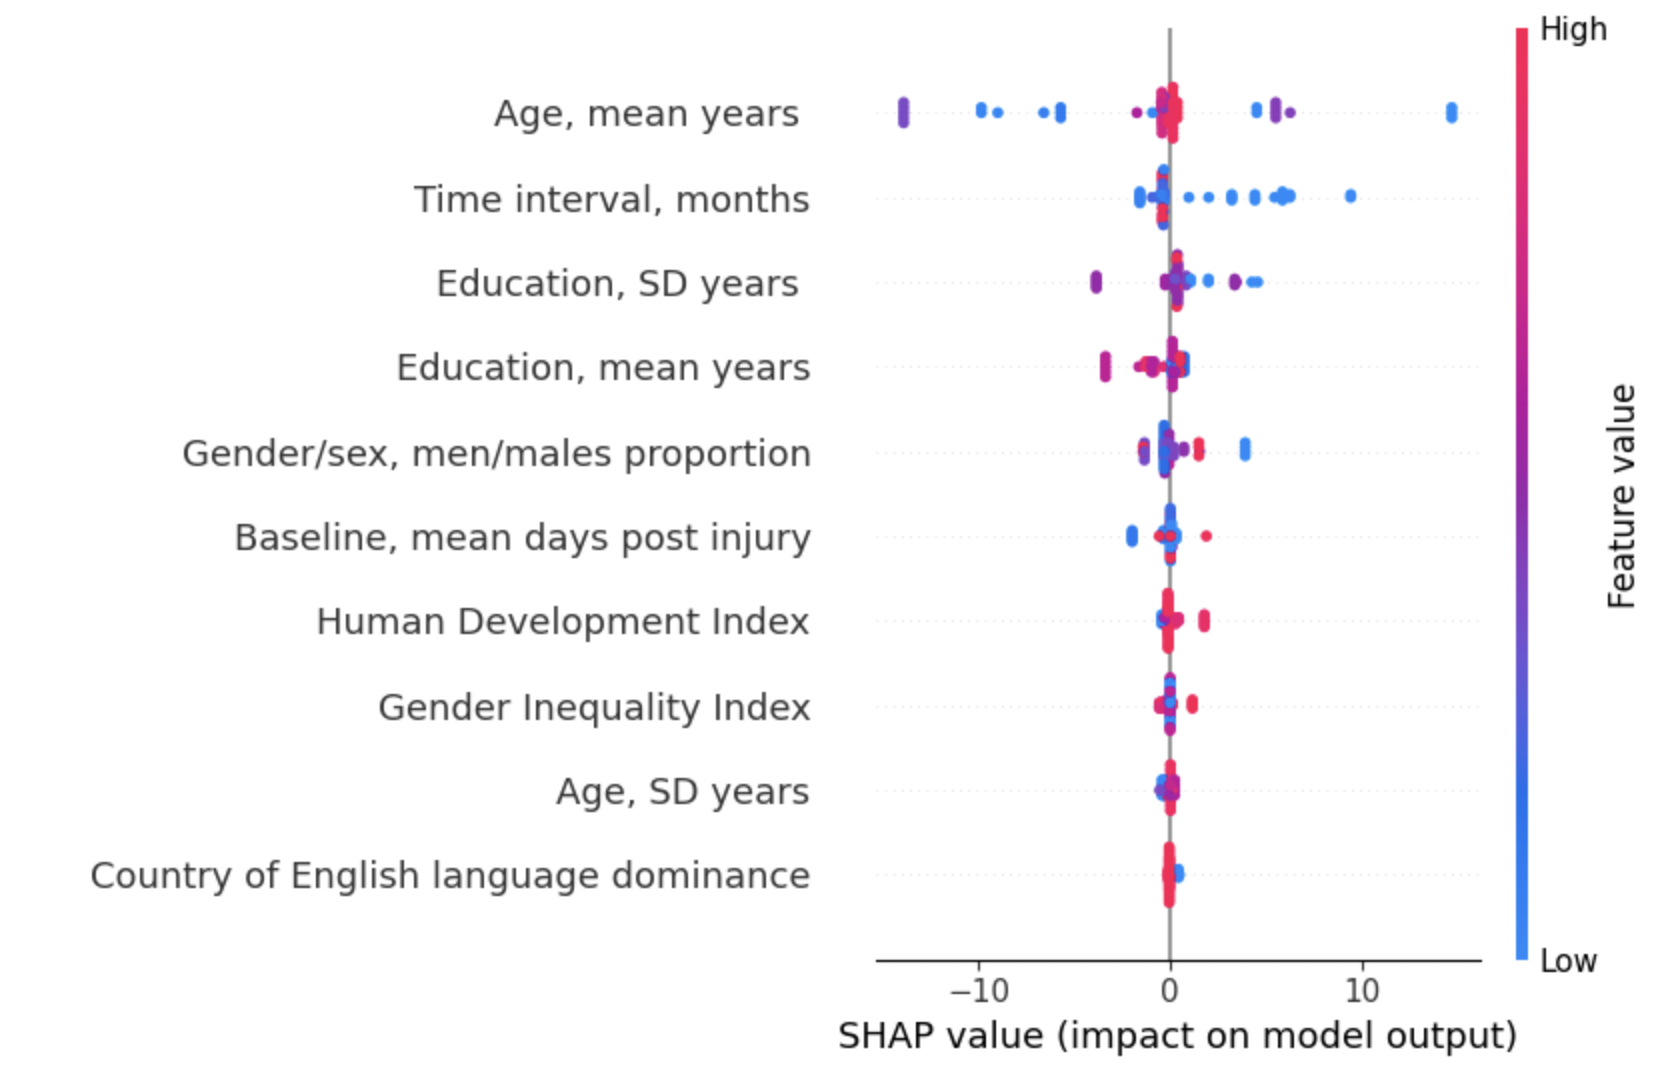 High
Age, mean years
Time interval, months
Education, SD years
Education, mean years
Gender/sex, men/males proportion
Baseline, mean days post injury
Human Development Index
Gender Inequality Index
Age, SD years
Country of English language dominance
Feature value
Low
−10 0 10
SHAP value (impact on model output)